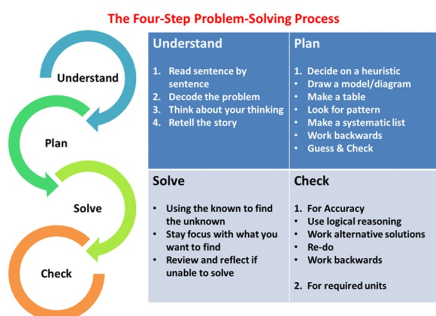 The Four-Step Problem-Solving Process
Understand
Plan
Solve
Check
Understand
1. Read sentence by
sentence
2. Decode the problem
3. Think about your thinking
4. Retell the story
Plan
1. Decide on a heuristic
• Draw a model/diagram
• Make a table
• Look for pattern
• Make a systematic list
• Work backwards
• Guess & Check
Solve
• Using the known to find
the unknown
• Stay focus with what you
want to find
• Review and reflect if
unable to solve
Check
1. For Accuracy
• Use logical reasoning
• Work alternative solutions
• Re-do
• Work backwards
2. For required units